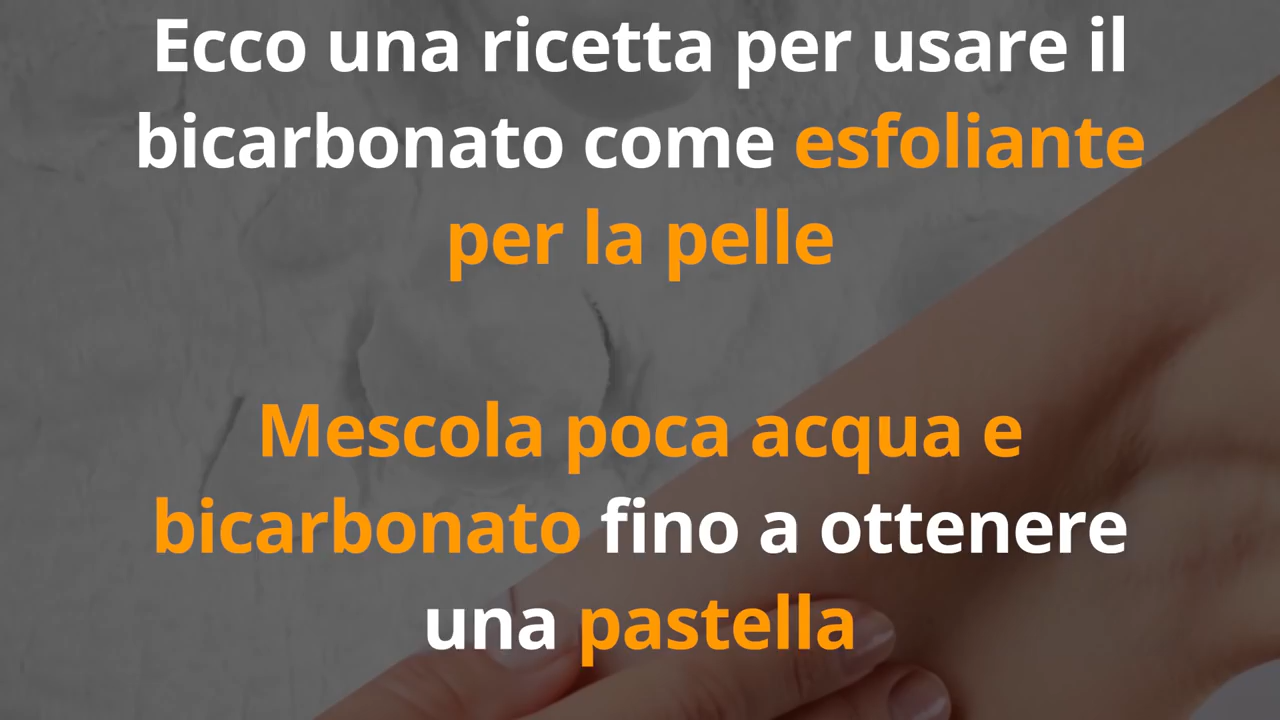 Ecco una ricetta per usare il
bicarbonato come esfoliante
per la pelle
Mescola poca acqua e
bicarbonato fino a ottenere
una pastella